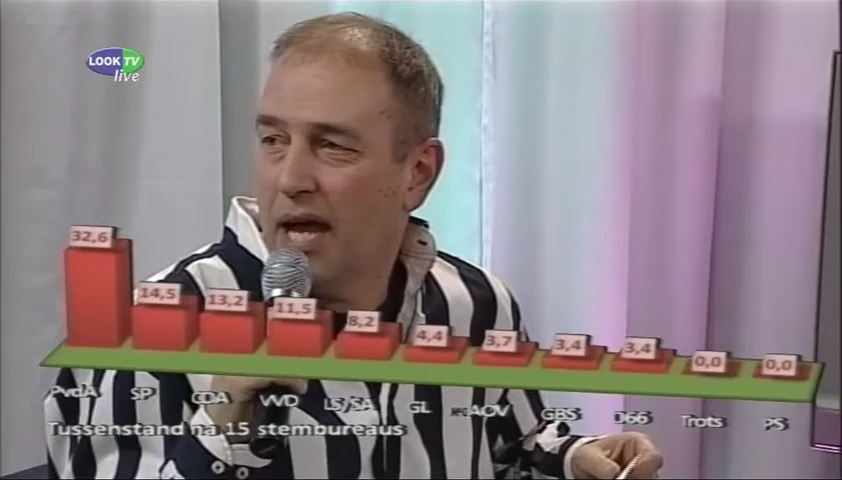 LOOK TV
live
32,6 14,5 13,2 11,5 8,2 4,4 3,7 3,4 3,4 0,0 0,0
PvdA SP CDA VVD LS/SA GL AOV GBS D66 Trots PS
Tussenstand na 15 stembureaus